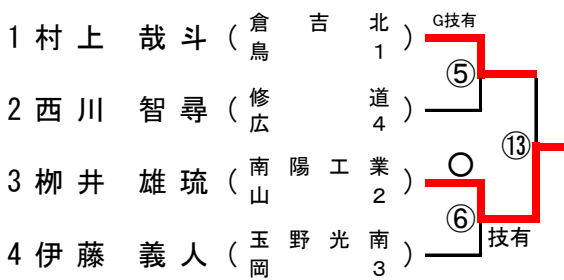 1 村上 哉斗 (倉吉北 鳥1) G技有
⑤
2 西川 智尋 (修道 広4)
⑬
3 栁井 雄琉 (南陽工業 山2) ○
⑥ 技有
4 伊藤 義人 (玉野光南 岡3)